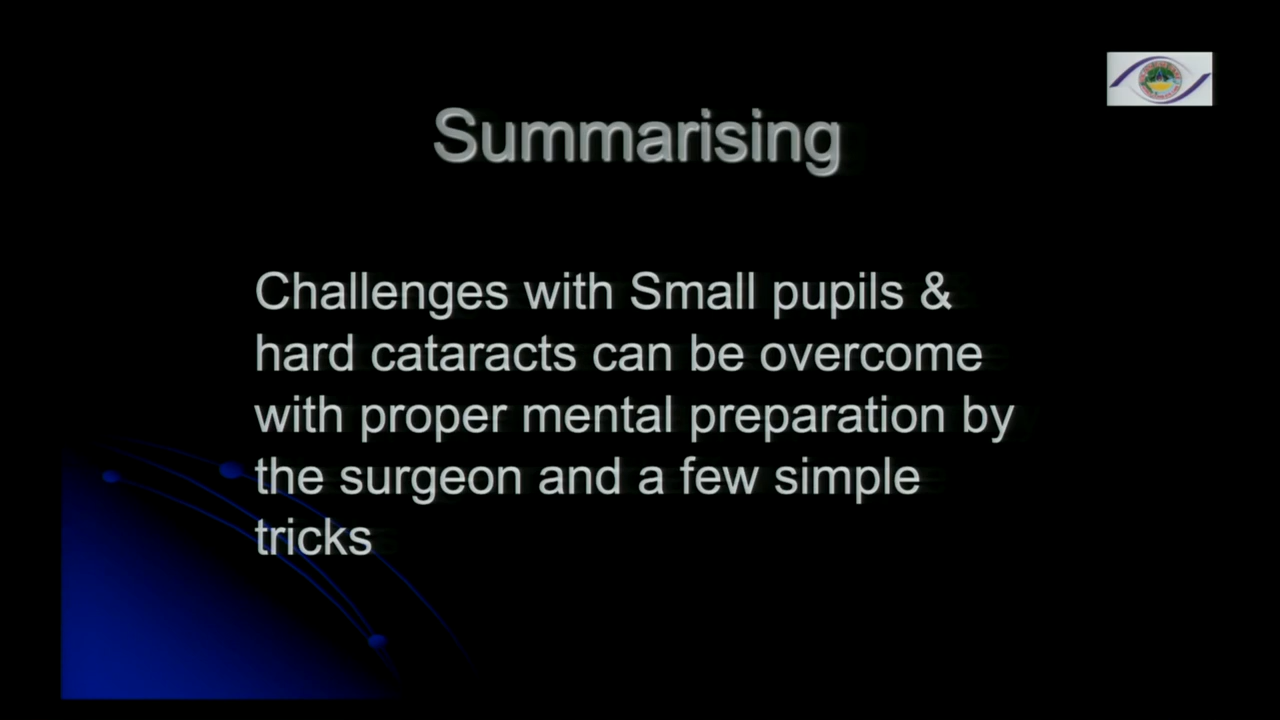 Summarising
Challenges with Small pupils &
hard cataracts can be overcome
with proper mental preparation by
the surgeon and a few simple
tricks